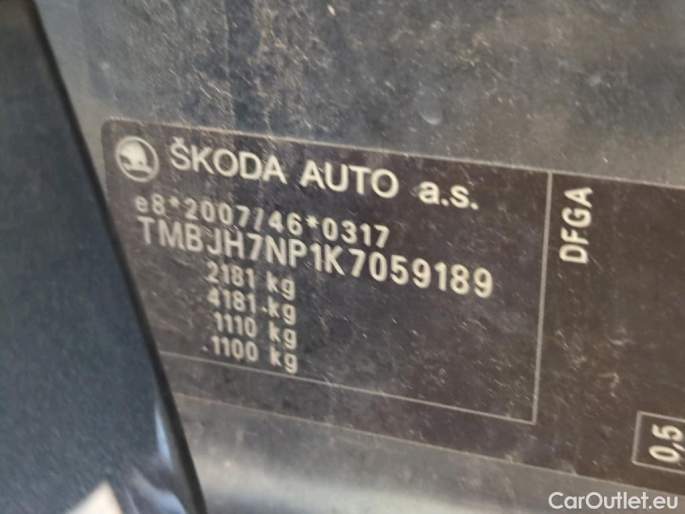 ŠKODA AUTO a.s.
e8*2007/46*0317
TMBJH7NP1K7059189
2181 kg
4181 kg
1110 kg
1100 kg
DFGA
0,5
CarOutlet.eu